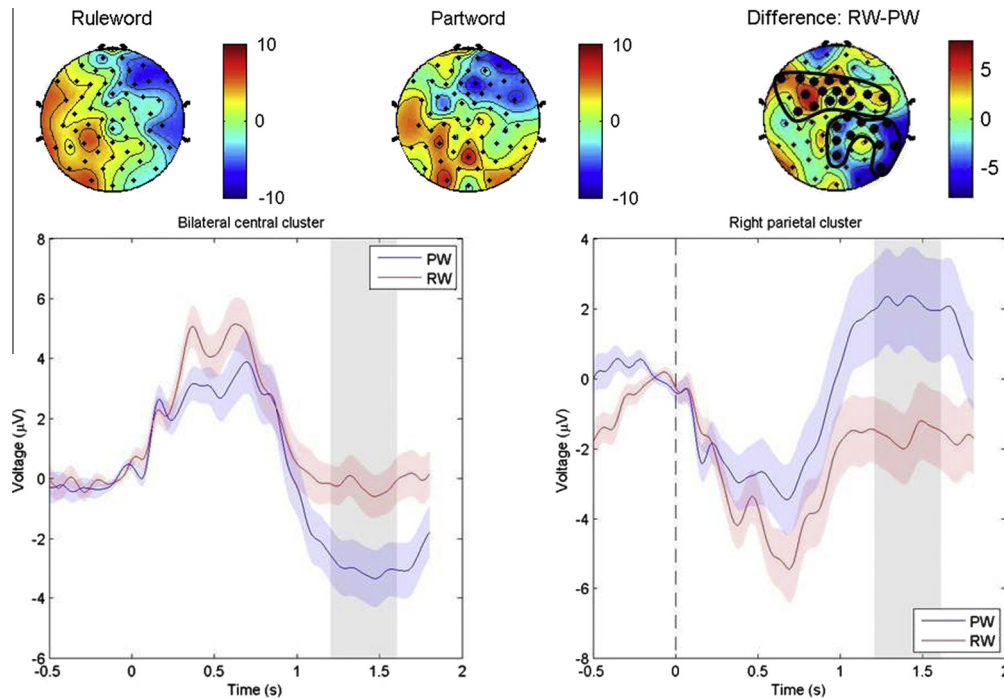 Ruleword
Partword
Difference: RW-PW
10
0
-10
10
0
-10
5
0
-5
Bilateral central cluster
8
6
4
2
0
-2
-4
-6
Voltage (µV)
PW
RW
-0.5 0 0.5 1 1.5 2
Time (s)
Right parietal cluster
4
2
0
-2
-4
-6
-8
Voltage (µV)
PW
RW
-0.5 0 0.5 1 1.5 2
Time (s)